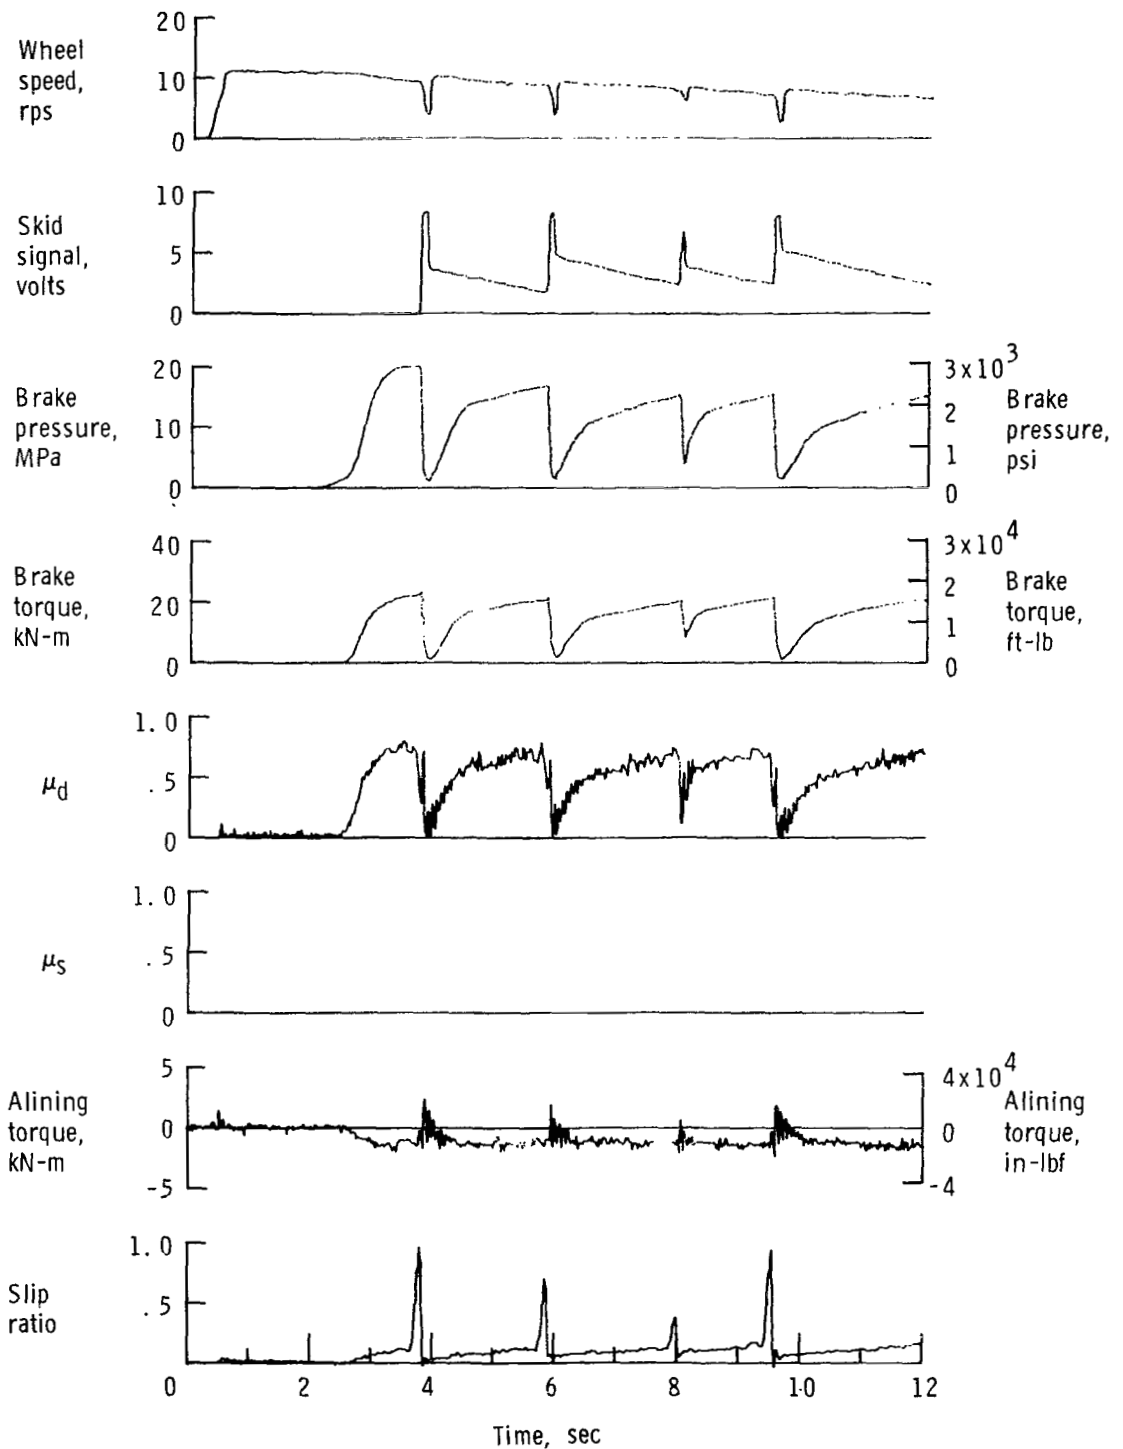 20
Wheel
speed,
rps
10
0
10
Skid
signal,
volts
5
0
20
Brake
pressure,
MPa
10
0
3x10 3
2
1
0
Brake
pressure,
psi
40
Brake
torque,
kN-m
20
0
3x10 4
2
1
0
Brake
torque,
ft-lb
1.0
μd
.5
0
1.0
μs
.5
0
5
Alining
torque,
kN-m
0
-5
4x10 4
0
-4
Alining
torque,
in-lbf
1.0
Slip
ratio
.5
0 2 4 6 8 10 12
Time, sec